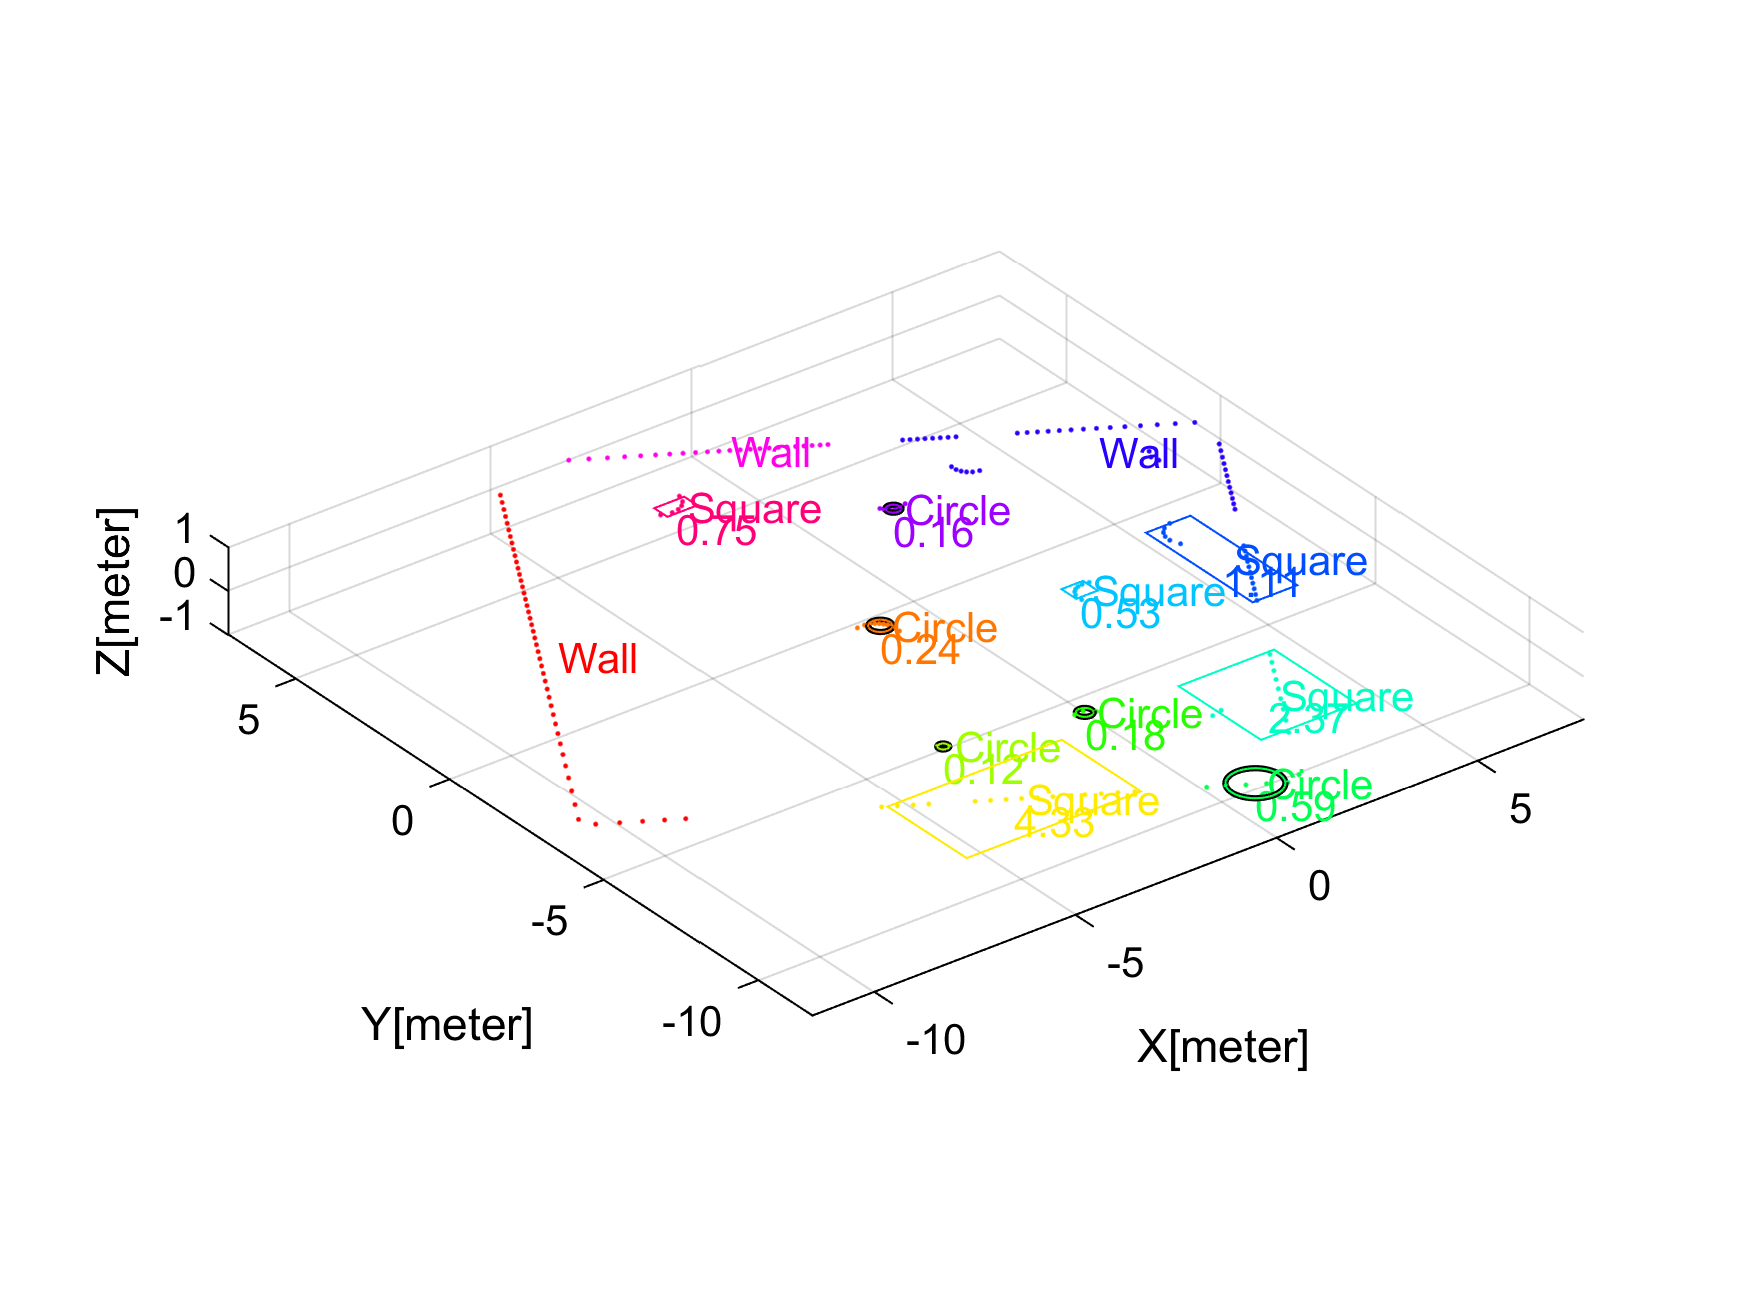 Wall
Wall
Square
0.75
Circle
0.16
1
0
-1
Z[meter]
Square
1.11
Square
0.53
Circle
0.24
Wall
Square
2.37
Circle
0.18
Circle
0.12
Square
4.33
Circle
0.59
5
0
-5
-10
Y[meter]
5
0
-5
-10
X[meter]